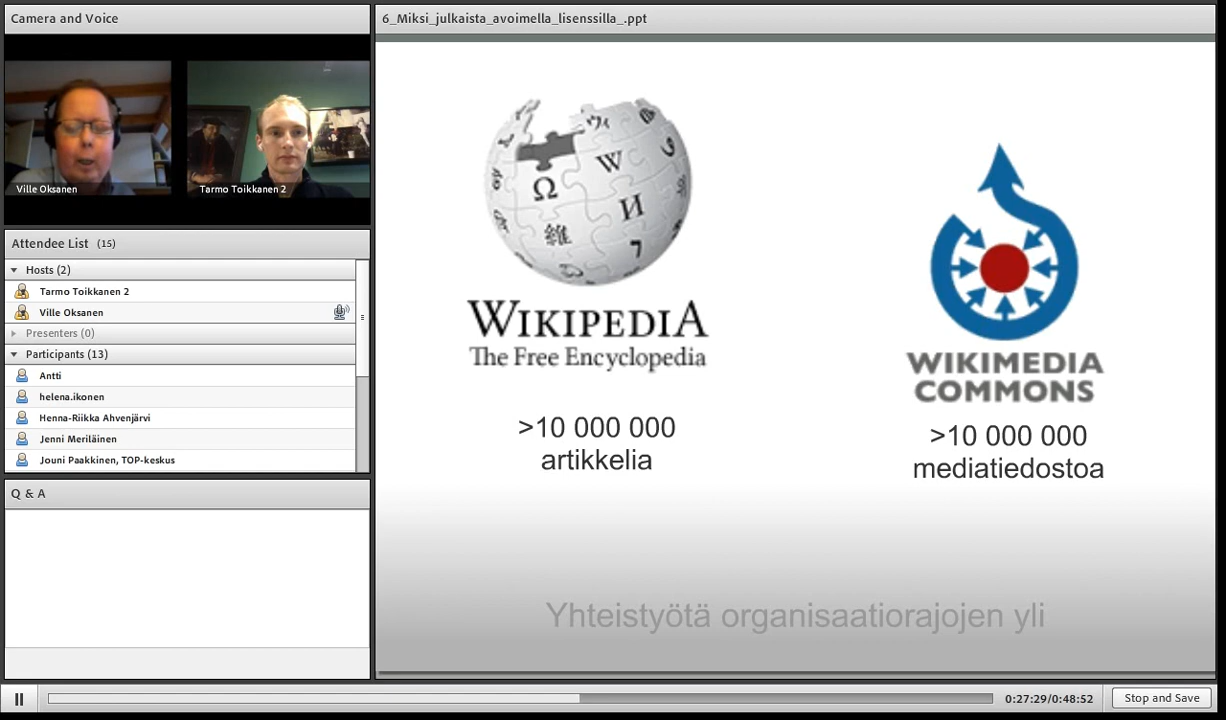 Camera and Voice
Ville Oksanen
Tarmo Toikkanen 2
Attendee List (15)
Hosts (2)
Tarmo Toikkanen 2
Ville Oksanen
Presenters (0)
Participants (13)
Antti
helena.ikonen
Henna-Riikka Ahvenjärvi
Jenni Meriläinen
Jouni Paakkinen, TOP-keskus
Q & A
6_Miksi_julkaista_avoimella_lisenssilla_.ppt
Ω
W
И
維
7
WIKIPEDIA
The Free Encyclopedia
>10 000 000
artikkelia
WIKIMEDIA
COMMONS
>10 000 000
mediatiedostoa
Yhteistyötä organisaatiorajojen yli
0:27:29/0:48:52
Stop and Save